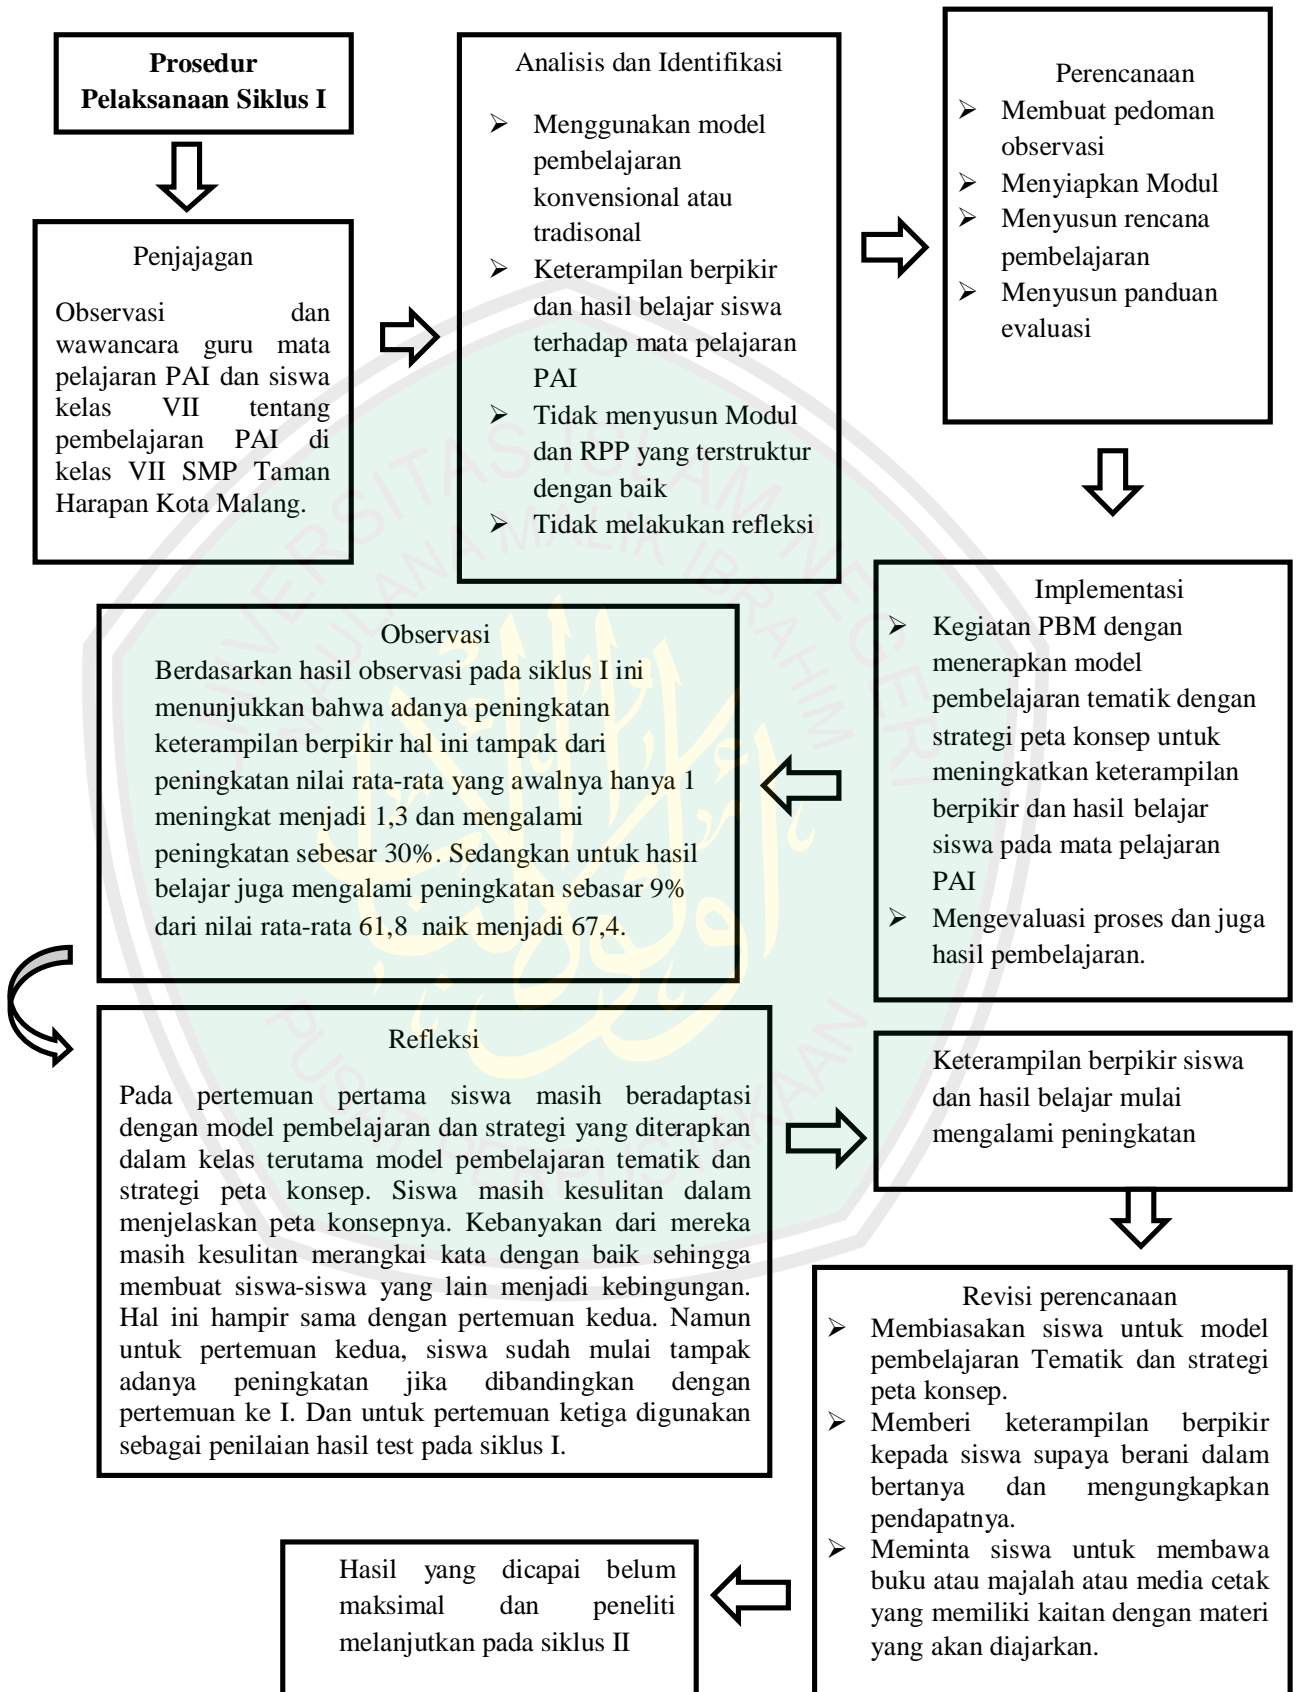 Prosedur
Pelaksanaan Siklus I
Penjajagan
Observasi dan
wawancara guru mata
pelajaran PAI dan siswa
kelas VII tentang
pembelajaran PAI di
kelas VII SMP Taman
Harapan Kota Malang.
Analisis dan Identifikasi
➢ Menggunakan model
pembelajaran
konvensional atau
tradisonal
➢ Keterampilan berpikir
dan hasil belajar siswa
terhadap mata pelajaran
PAI
➢ Tidak menyusun Modul
dan RPP yang terstruktur
dengan baik
➢ Tidak melakukan refleksi
Perencanaan
➢ Membuat pedoman
observasi
➢ Menyiapkan Modul
➢ Menyusun rencana
pembelajaran
➢ Menyusun panduan
evaluasi
Implementasi
➢ Kegiatan PBM dengan
menerapkan model
pembelajaran tematik dengan
strategi peta konsep untuk
meningkatkan keterampilan
berpikir dan hasil belajar
siswa pada mata pelajaran
PAI
➢ Mengevaluasi proses dan juga
hasil pembelajaran.
Observasi
Berdasarkan hasil observasi pada siklus I ini
menunjukkan bahwa adanya peningkatan
keterampilan berpikir hal ini tampak dari
peningkatan nilai rata-rata yang awalnya hanya 1
meningkat menjadi 1,3 dan mengalami
peningkatan sebesar 30%. Sedangkan untuk hasil
belajar juga mengalami peningkatan sebasar 9%
dari nilai rata-rata 61,8 naik menjadi 67,4.
Refleksi
Pada pertemuan pertama siswa masih beradaptasi
dengan model pembelajaran dan strategi yang diterapkan
dalam kelas terutama model pembelajaran tematik dan
strategi peta konsep. Siswa masih kesulitan dalam
menjelaskan peta konsepnya. Kebanyakan dari mereka
masih kesulitan merangkai kata dengan baik sehingga
membuat siswa-siswa yang lain menjadi kebingungan.
Hal ini hampir sama dengan pertemuan kedua. Namun
untuk pertemuan kedua, siswa sudah mulai tampak
adanya peningkatan jika dibandingkan dengan
pertemuan ke I. Dan untuk pertemuan ketiga digunakan
sebagai penilaian hasil test pada siklus I.
Keterampilan berpikir siswa
dan hasil belajar mulai
mengalami peningkatan
Revisi perencanaan
➢ Membiasakan siswa untuk model
pembelajaran Tematik dan strategi
peta konsep.
➢ Memberi keterampilan berpikir
kepada siswa supaya berani dalam
bertanya dan mengungkapkan
pendapatnya.
➢ Meminta siswa untuk membawa
buku atau majalah atau media cetak
yang memiliki kaitan dengan materi
yang akan diajarkan.
Hasil yang dicapai belum
maksimal dan peneliti
melanjutkan pada siklus II
UNIVERSITAS ISLAM NEGERI
MAULANA MALIK IBRAHIM
PUSAT PERPUSTAKAAN